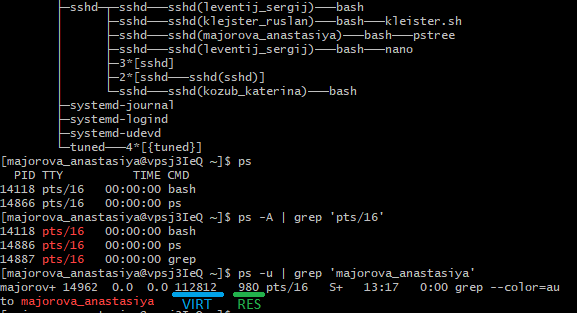 ├─sshd─┬─sshd───sshd(leventij_sergij)───bash
├─sshd───sshd(klejster_ruslan)───bash───kleister.sh
├─sshd───sshd(majorova_anastasiya)───bash───pstree
├─sshd───sshd(leventij_sergij)───bash───nano
├─3*[sshd]
├─2*[sshd───sshd(sshd)]
└─sshd───sshd(kozub_katerina)───bash
├─systemd-journal
├─systemd-logind
├─systemd-udevd
└─tuned───4*[{tuned}]
[majorova_anastasiya@vpsj3IeQ ~]$ ps
PID TTY TIME CMD
14118 pts/16 00:00:00 bash
14866 pts/16 00:00:00 ps
[majorova_anastasiya@vpsj3IeQ ~]$ ps -A | grep 'pts/16'
14118 pts/16 00:00:00 bash
14886 pts/16 00:00:00 ps
14887 pts/16 00:00:00 grep
[majorova_anastasiya@vpsj3IeQ ~]$ ps -u | grep 'majorova_anastasiya'
majorov+ 14962 0.0 0.0 112812 980 pts/16 S+ 13:17 0:00 grep --color=au
to majorova_anastasiya
VIRT RES